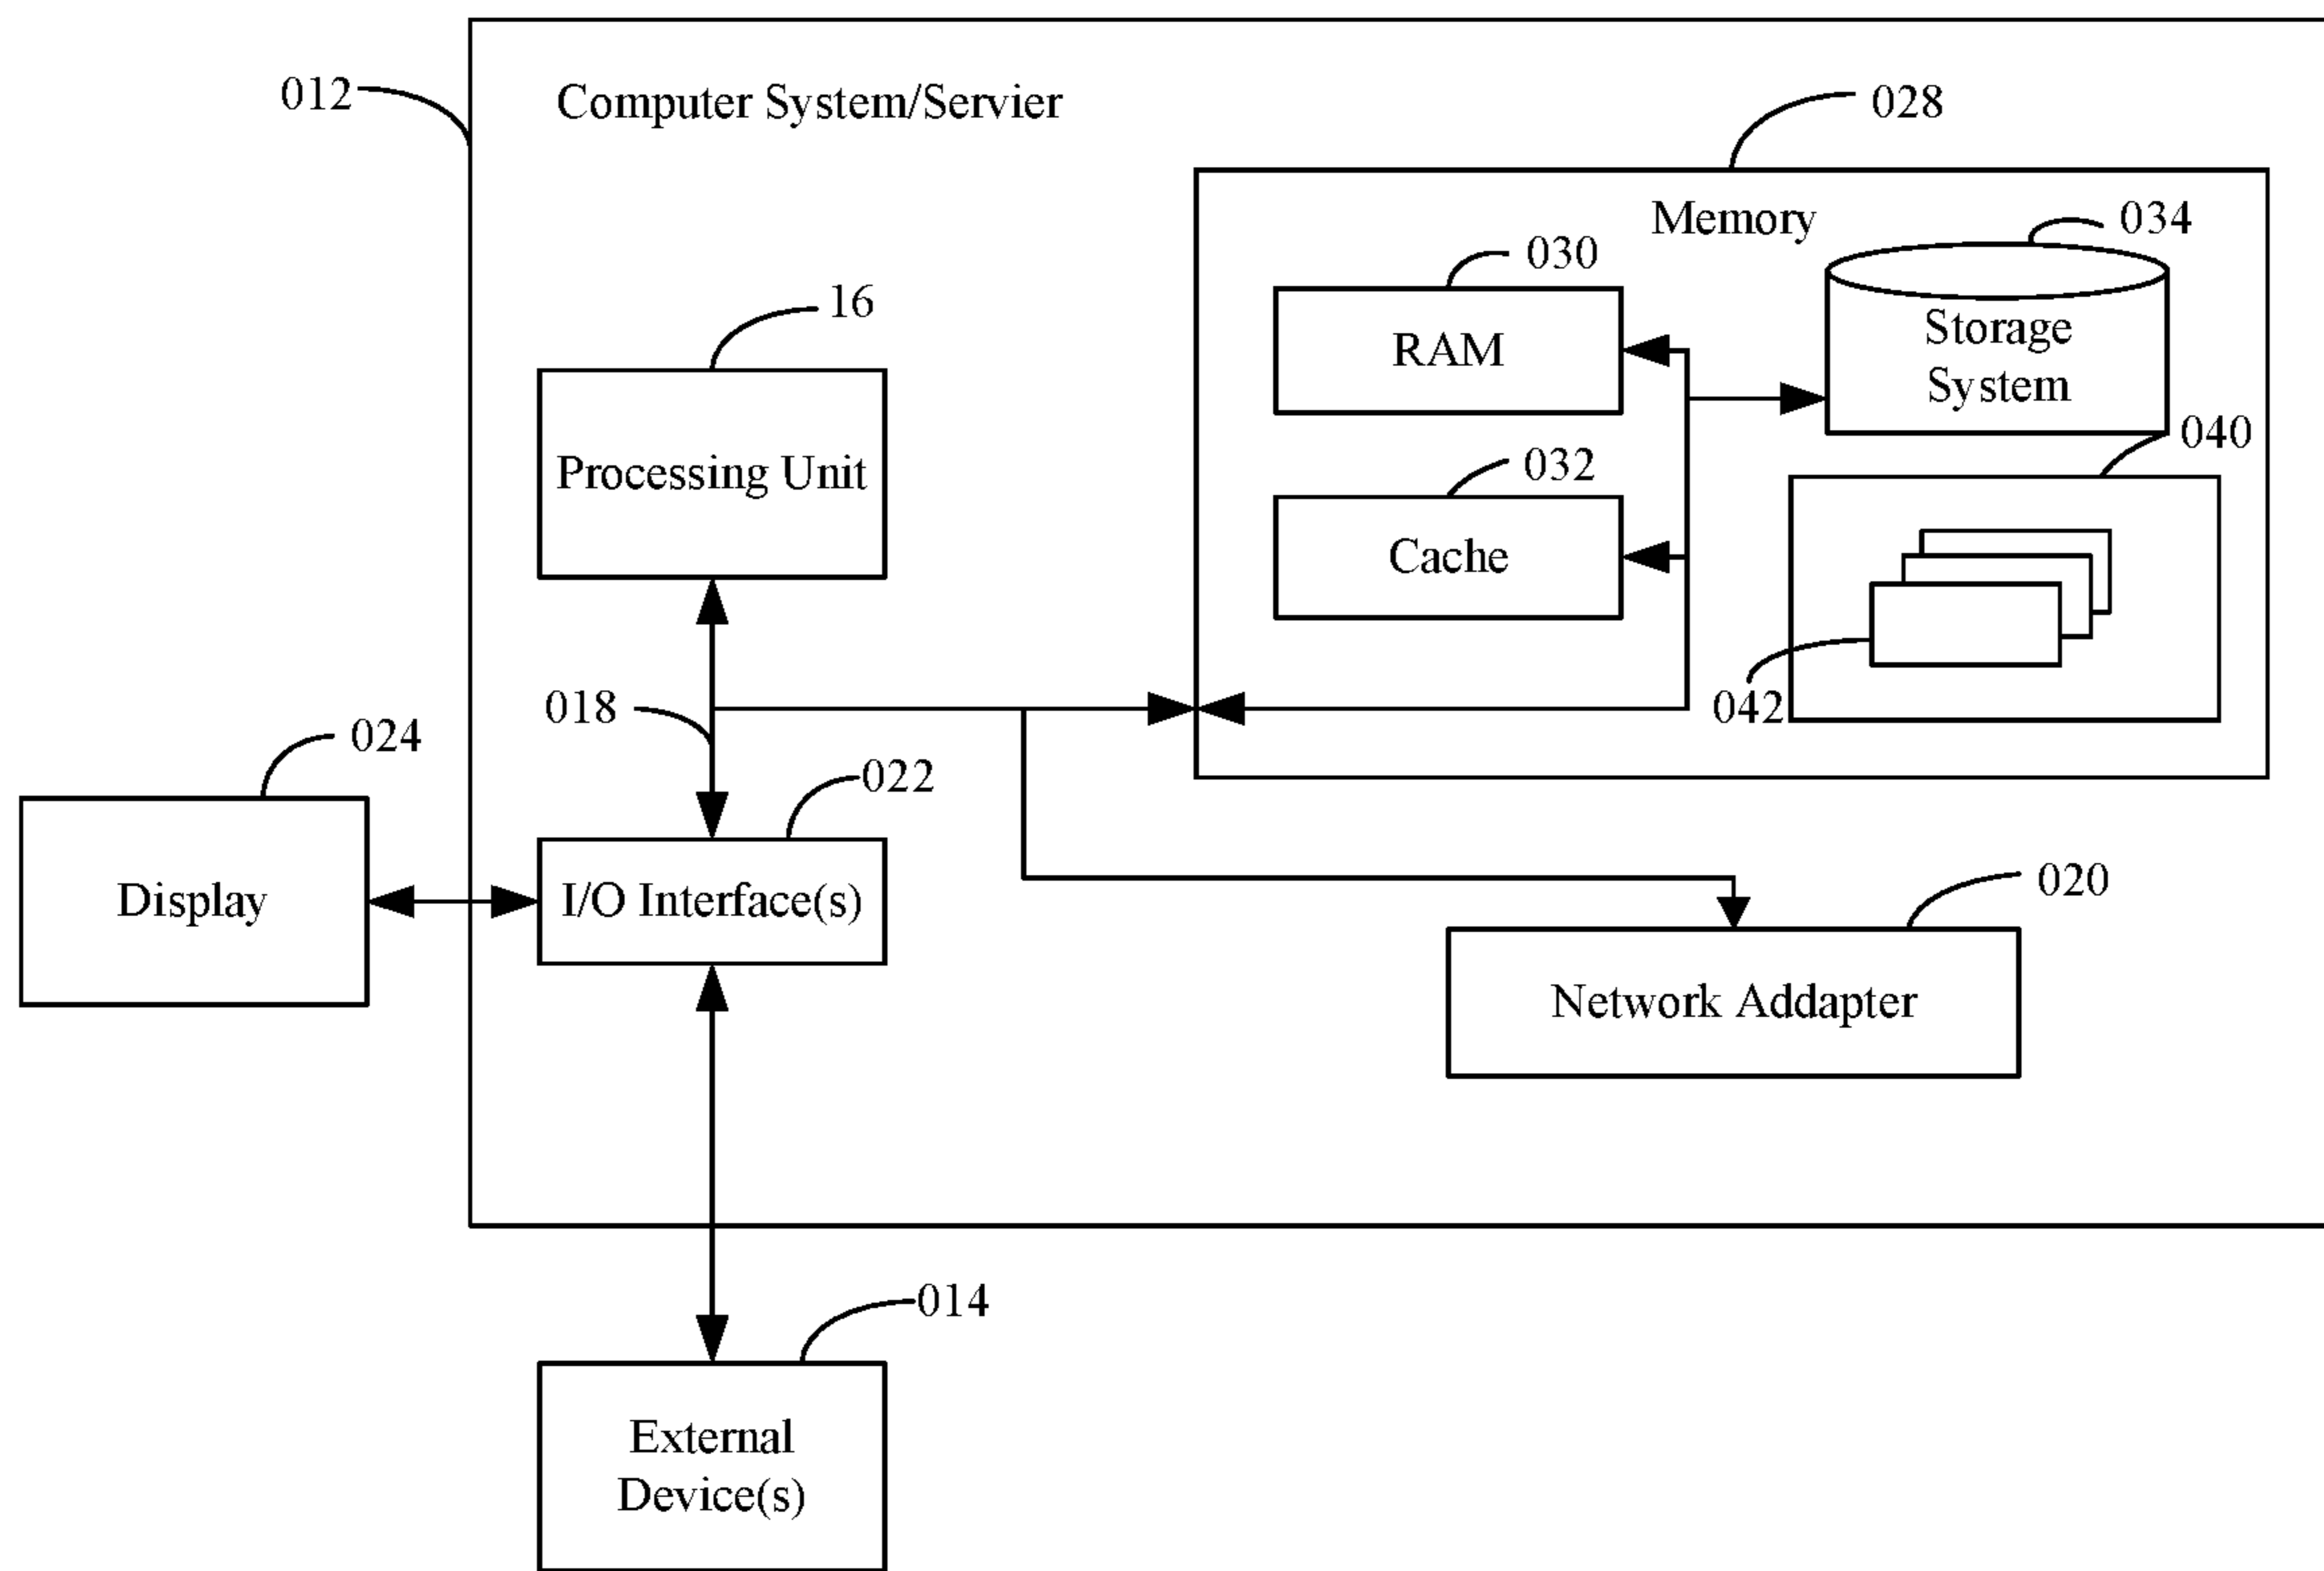 012
Computer System/Servier
028
Memory
034
030
16
RAM
Storage
System
040
032
Processing Unit
Cache
018
042
024
022
Display
I/O Interface(s)
020
Network Addapter
014
External
Device(s)